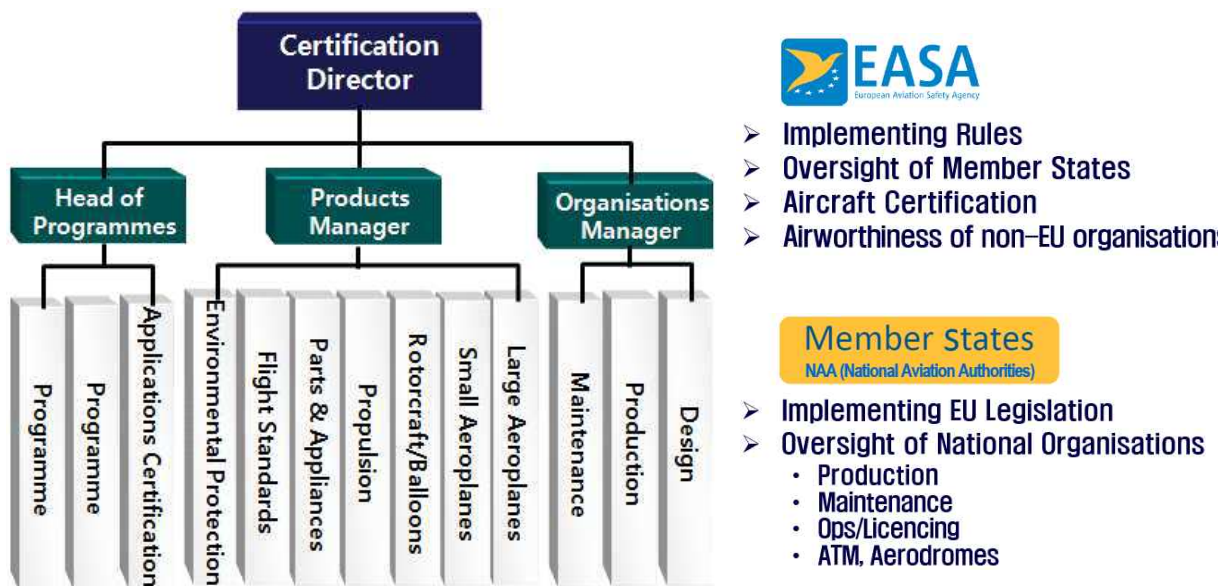 Certification
Director
Head of
Programmes
Products
Manager
Organisations
Manager
Programme
Programme
Applications Certification
Environmental Protection
Flight Standards
Parts & Appliances
Propulsion
Rotorcraft/Balloons
Small Aeroplanes
Large Aeroplanes
Maintenance
Production
Design
EASA
European Aviation Safety Agency
➢ Implementing Rules
➢ Oversight of Member States
➢ Aircraft Certification
➢ Airworthiness of non-EU organisations
Member States
NAA (National Aviation Authorities)
➢ Implementing EU Legislation
➢ Oversight of National Organisations
• Production
• Maintenance
• Ops/Licencing
• ATM, Aerodromes